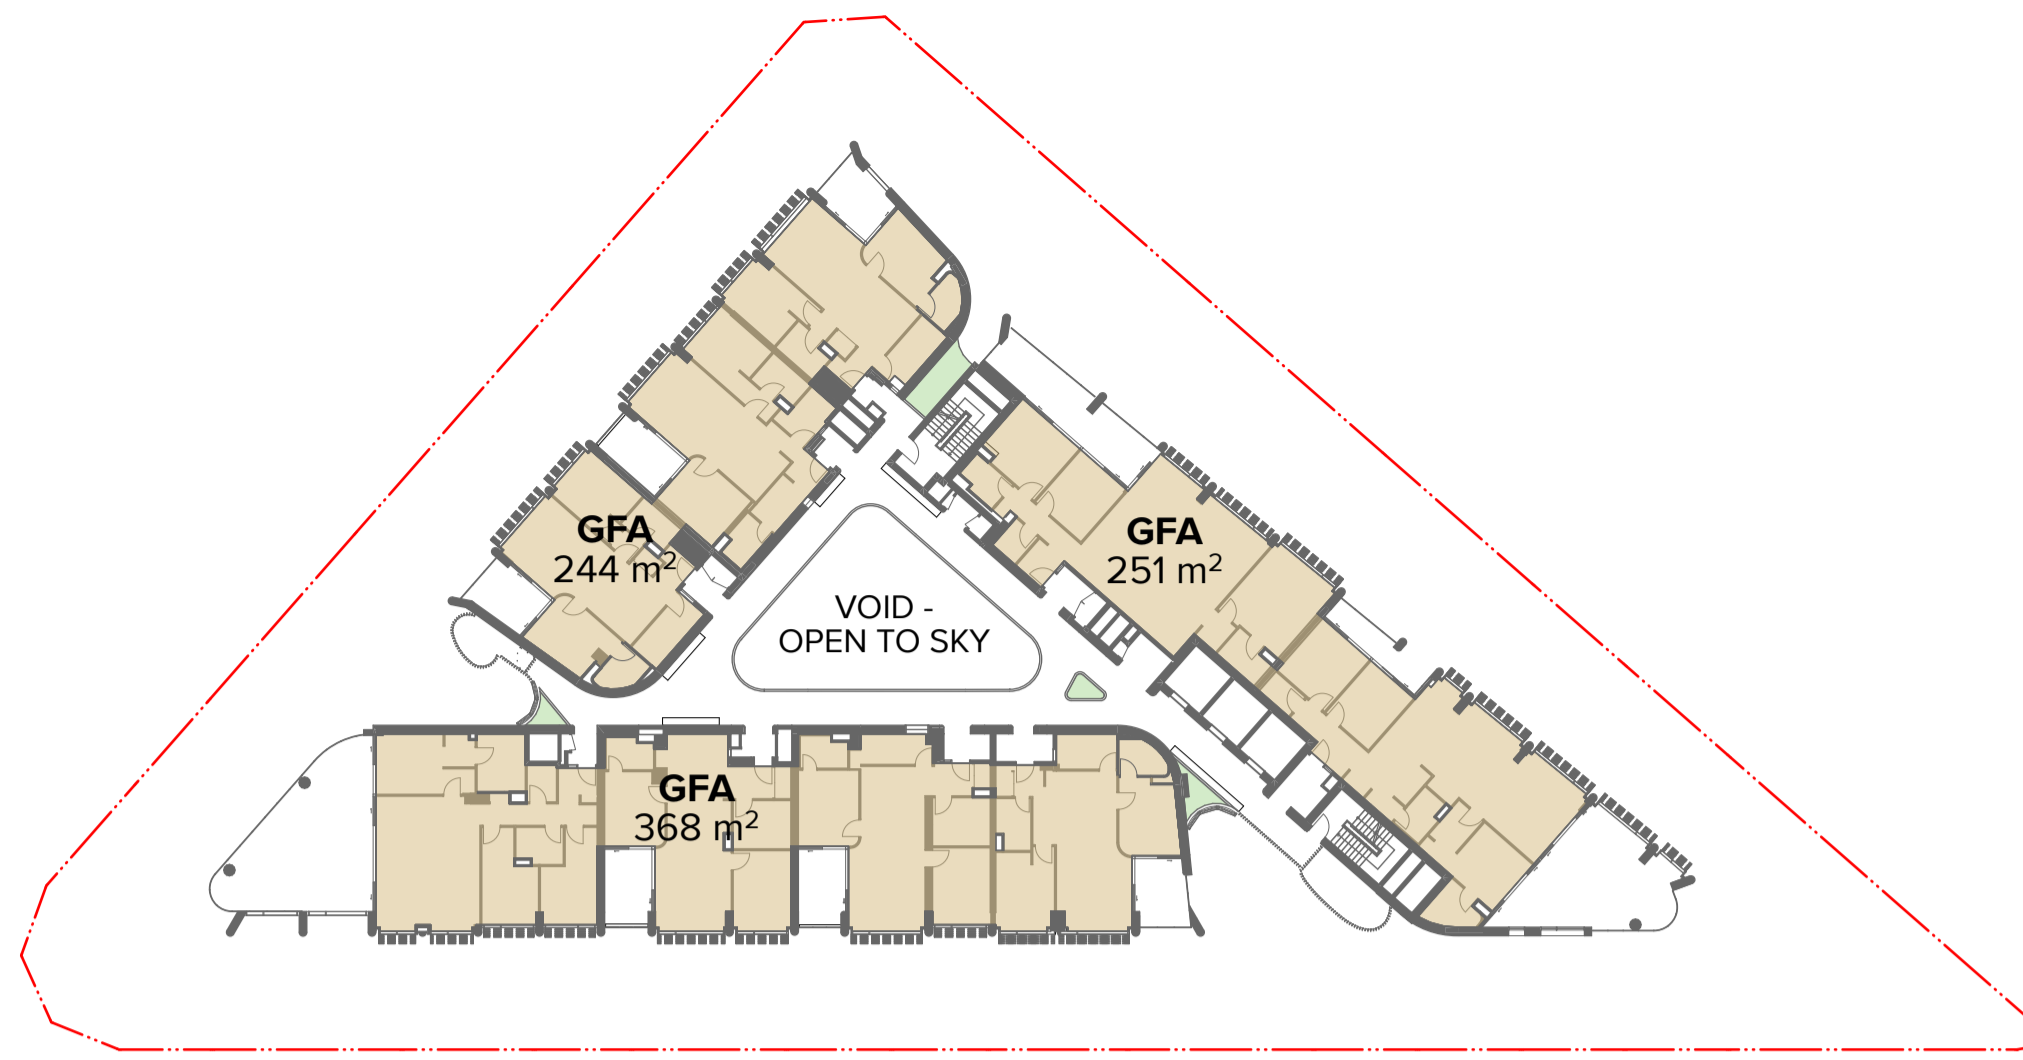 GFA
244 m²
GFA
251 m²
VOID -
OPEN TO SKY
GFA
368 m²